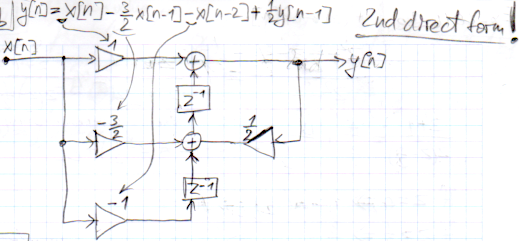 b] y[n] = x[n] - 3/2 x[n-1] - x[n-2] + 1/2 y[n-1]
2nd direct form!
x[n]
1
y[n]
z⁻¹
-3/2
1/2
z⁻¹
-1